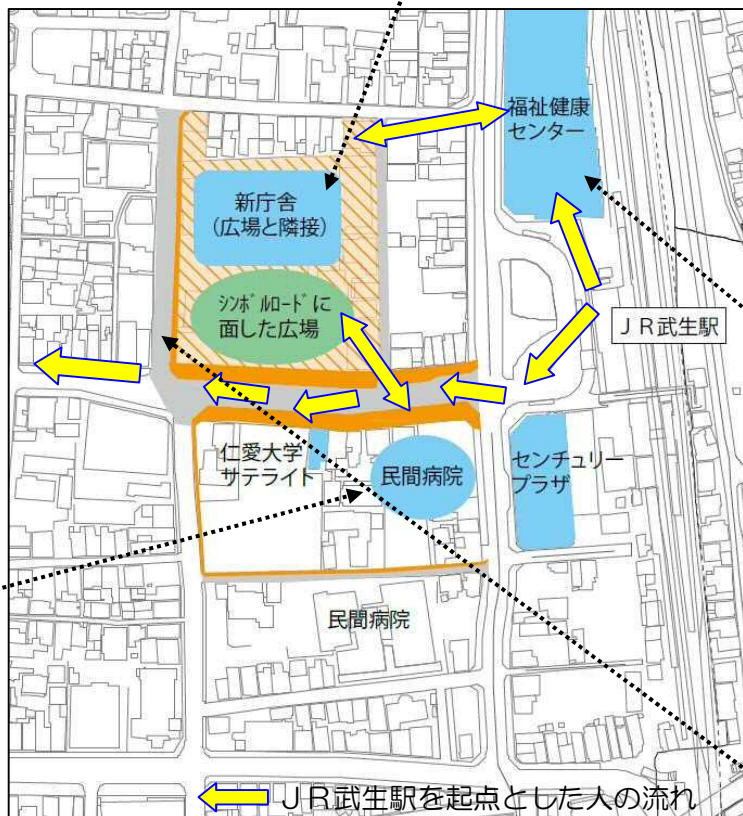 福祉健康
センター
新庁舎
(広場と隣接)
シンボルロードに
面した広場
ＪＲ武生駅
仁愛大学
サテライト
民間病院
センチュリー
プラザ
民間病院
ＪＲ武生駅を起点とした人の流れ